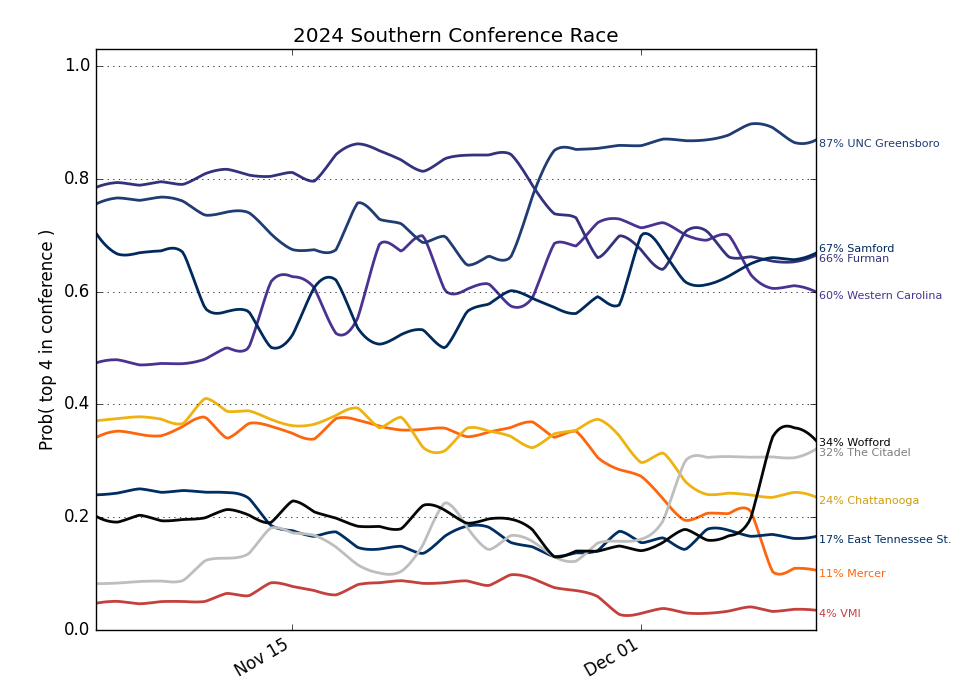 2024 Southern Conference Race
Prob( top 4 in conference )
1.0
0.8
0.6
0.4
0.2
0.0
Nov 15
Dec 01
87% UNC Greensboro
67% Samford
66% Furman
60% Western Carolina
34% Wofford
32% The Citadel
24% Chattanooga
17% East Tennessee St.
11% Mercer
4% VMI